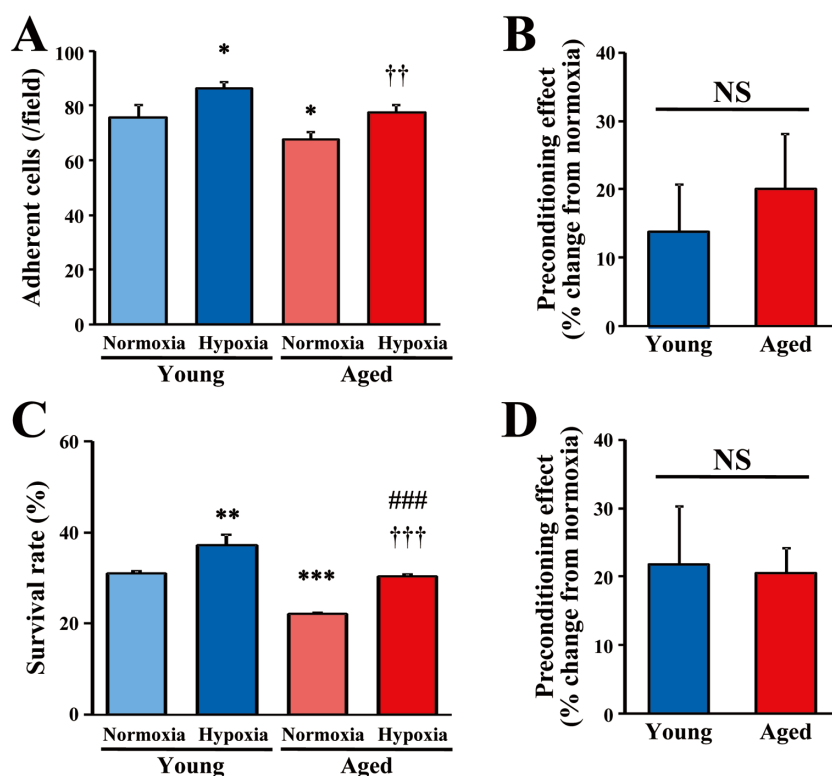 A
Adherent cells (/field)
100
80
60
40
20
0
*
*
††
Normoxia Hypoxia Normoxia Hypoxia
Young Aged
B
Preconditioning effect
(% change from normoxia)
40
30
20
10
0
NS
Young Aged
C
Survival rate (%)
60
40
20
0
**
***
###
†††
Normoxia Hypoxia Normoxia Hypoxia
Young Aged
D
Preconditioning effect
(% change from normoxia)
40
30
20
10
0
NS
Young Aged